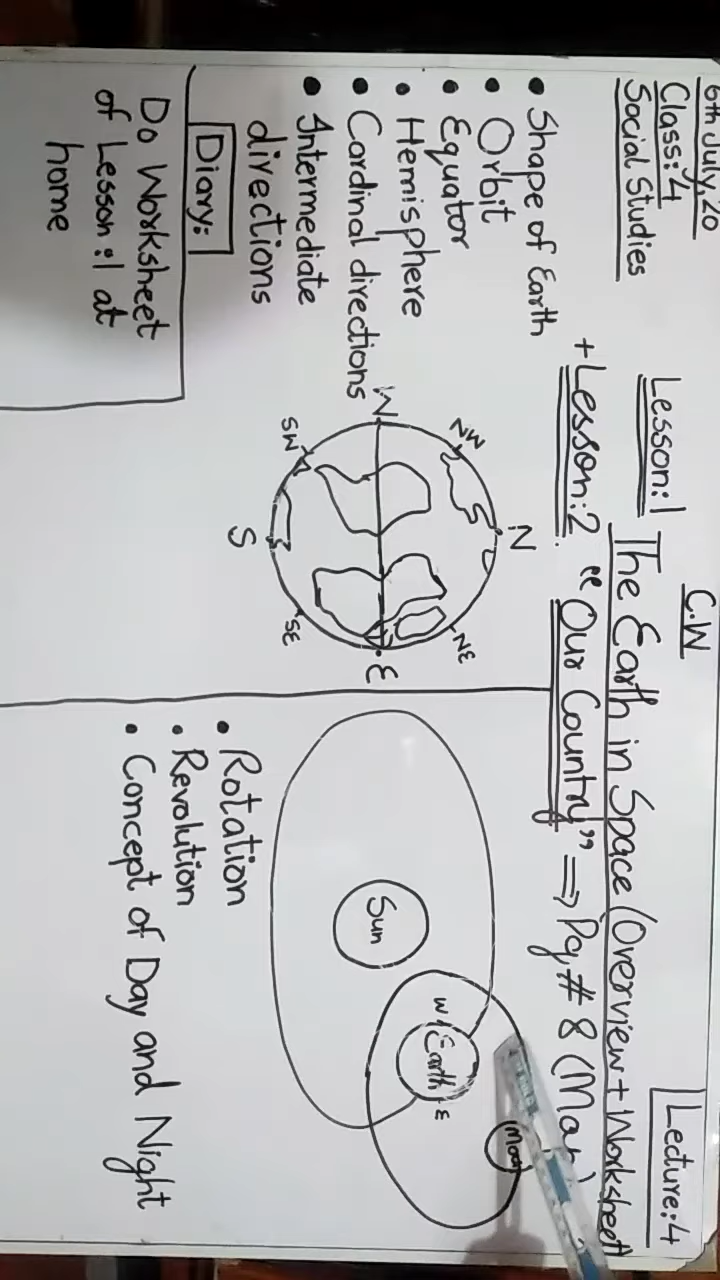 6th July, 20
Class: 4
Social Studies
C.W
Lecture: 4
Lesson: 1 The Earth in Space (Overview + Worksheet)
+ Lesson: 2 "Our Country" ⇒ Pg # 8 (Map)
• Shape of Earth
• Orbit
• Equator
• Hemisphere
• Cardinal directions
• Intermediate
directions
Diary:
Do Worksheet
of Lesson: 1 at
home
N
NW
NE
W
E
SW
SE
S
Sun
W
Earth
E
Moon
• Rotation
• Revolution
• Concept of Day and Night